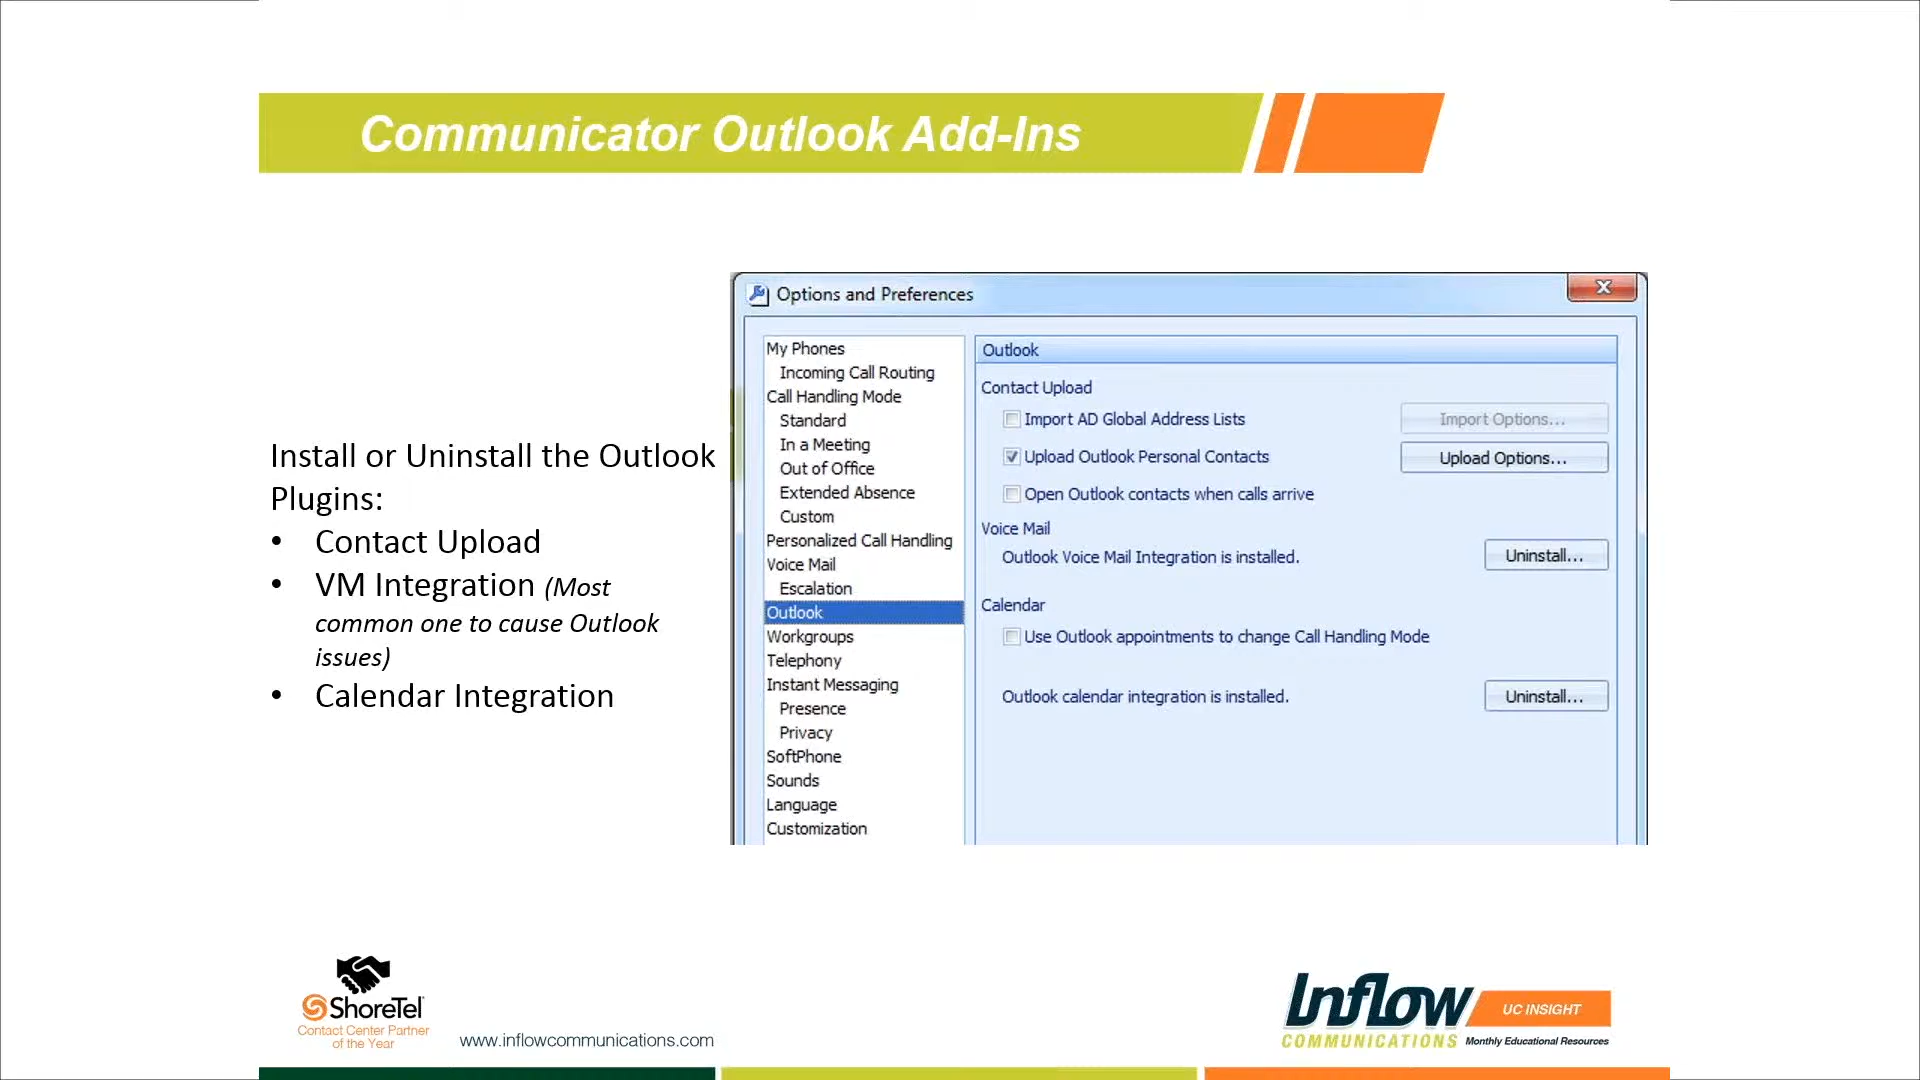 Communicator Outlook Add-Ins
Install or Uninstall the Outlook
Plugins:
• Contact Upload
• VM Integration (Most
common one to cause Outlook
issues)
• Calendar Integration
Options and Preferences
My Phones
Incoming Call Routing
Call Handling Mode
Standard
In a Meeting
Out of Office
Extended Absence
Custom
Personalized Call Handling
Voice Mail
Escalation
Outlook
Workgroups
Telephony
Instant Messaging
Presence
Privacy
SoftPhone
Sounds
Language
Customization
Outlook
Contact Upload
Import AD Global Address Lists Import Options...
Upload Outlook Personal Contacts Upload Options...
Open Outlook contacts when calls arrive
Voice Mail
Outlook Voice Mail Integration is installed. Uninstall...
Calendar
Use Outlook appointments to change Call Handling Mode
Outlook calendar integration is installed. Uninstall...
ShoreTel
Contact Center Partner
of the Year
www.inflowcommunications.com
Inflow
COMMUNICATIONS
UC INSIGHT
Monthly Educational Resources